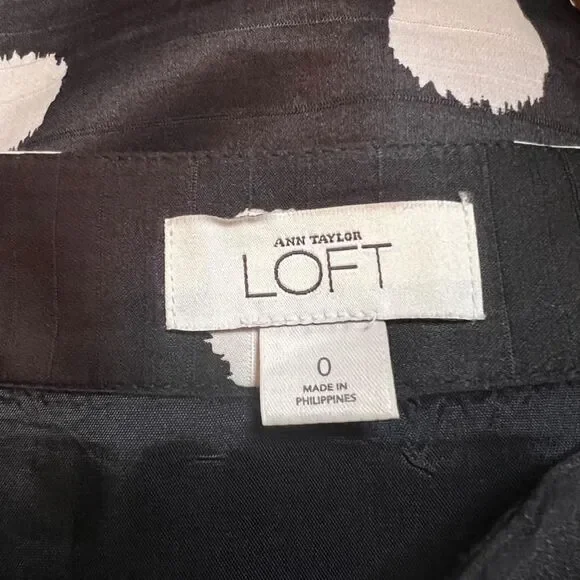 ANN TAYLOR
LOFT
0
MADE IN
PHILIPPINES